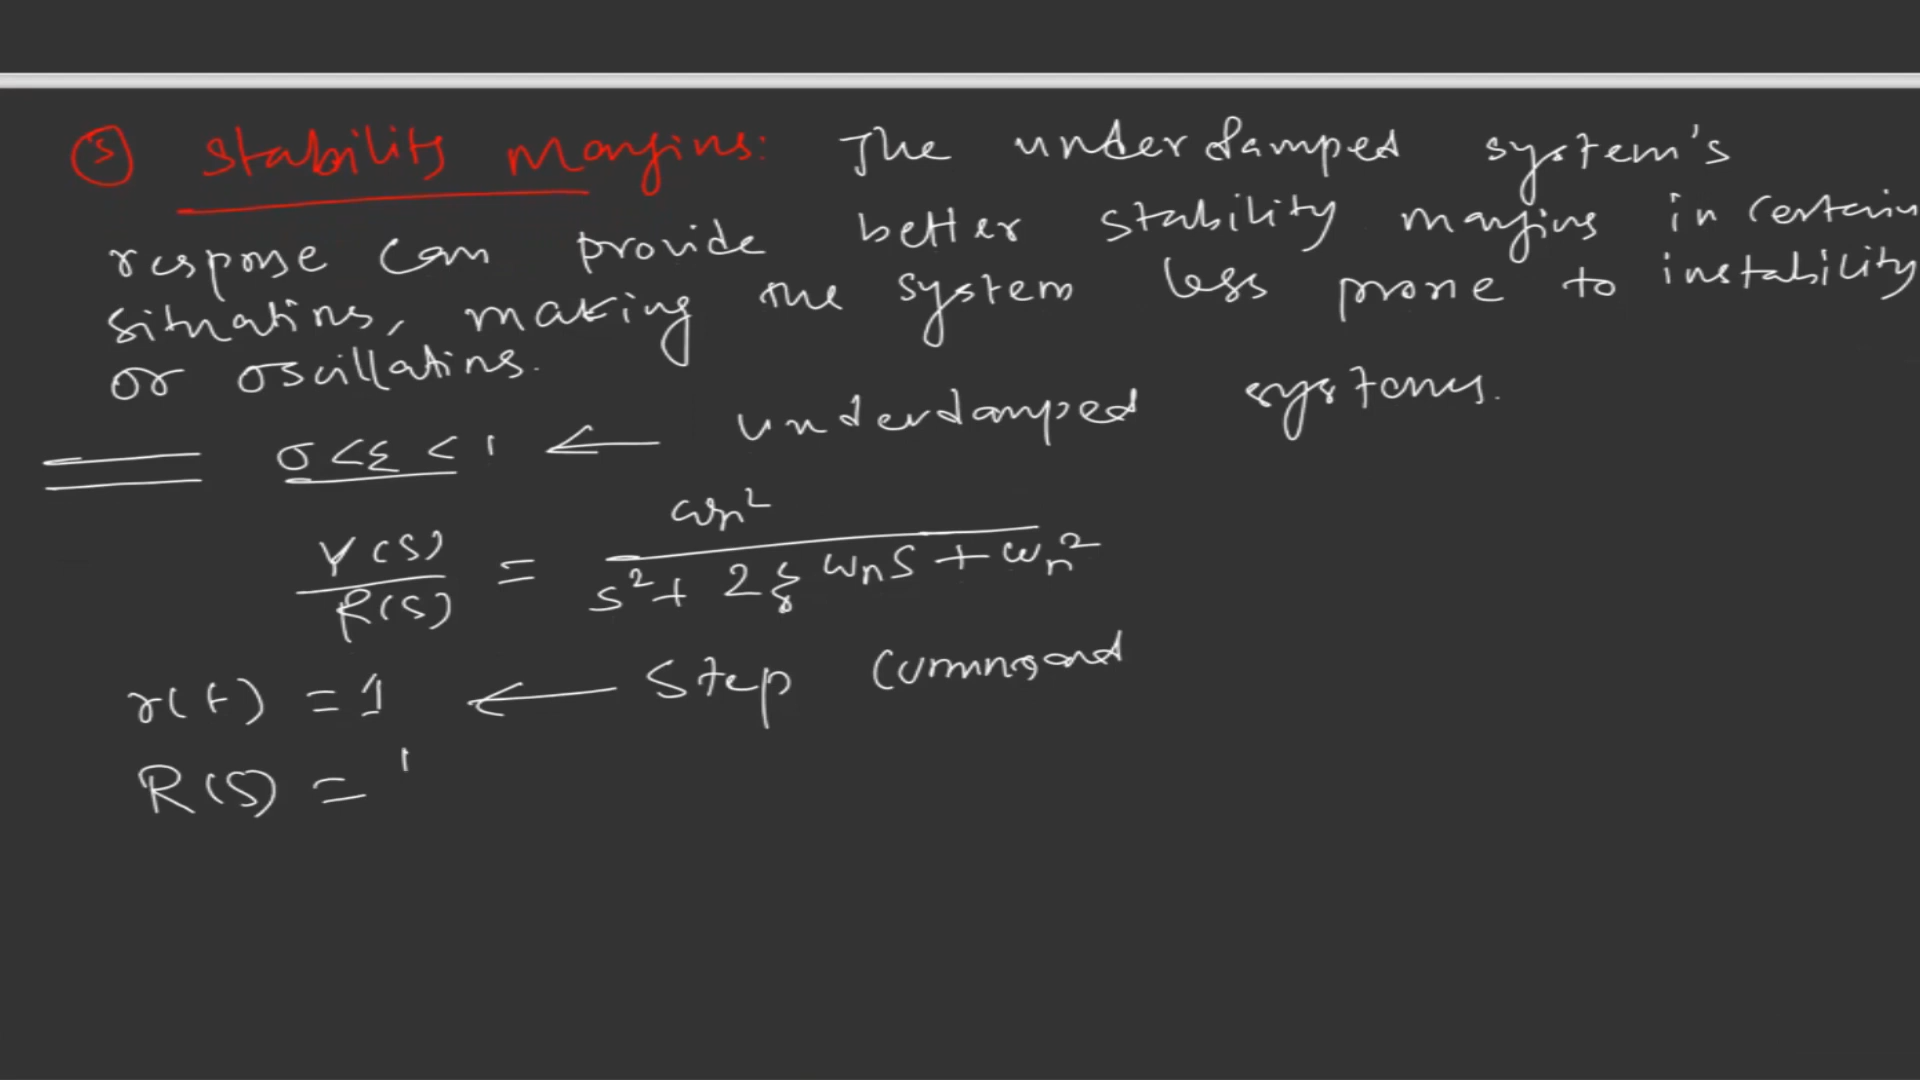 ⑤ Stability Margins: The underdamped system's
response can provide better stability margins in certain
situations, making the system less prone to instability
or oscillations.
0 < ξ < 1 ← underdamped systems.
Y(s)/R(s) = ωn²/(s² + 2ξωns + ωn²)
r(t) = 1 ← Step Command
R(s) = 1